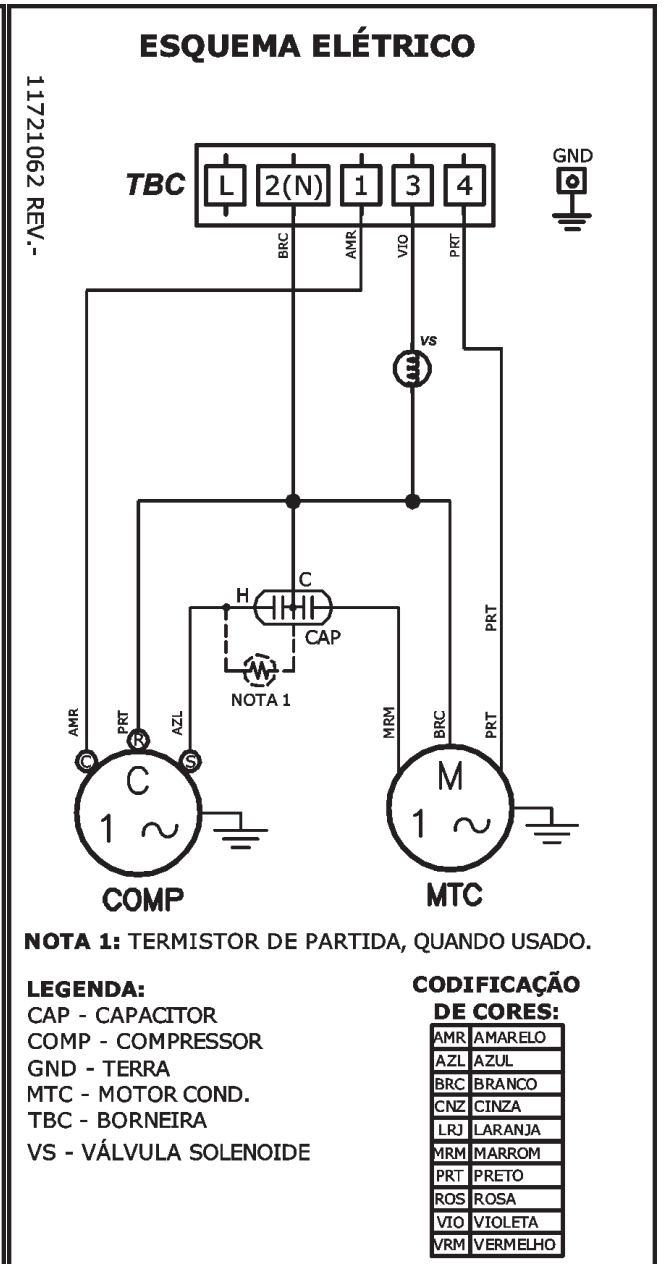 ESQUEMA ELÉTRICO
11721062 REV.-
TBC L 2(N) 1 3 4
GND
BRC AMR VIO PRT
VS
H C
CAP
NOTA 1
PRT
AMR PRT AZL MRM BRC PRT
C R S
C
1 ~
COMP
M
1 ~
MTC
NOTA 1: TERMISTOR DE PARTIDA, QUANDO USADO.
LEGENDA:
CAP - CAPACITOR
COMP - COMPRESSOR
GND - TERRA
MTC - MOTOR COND.
TBC - BORNEIRA
VS - VÁLVULA SOLENOIDE
CODIFICAÇÃO
DE CORES:
AMR AMARELO
AZL AZUL
BRC BRANCO
CNZ CINZA
LRJ LARANJA
MRM MARROM
PRT PRETO
ROS ROSA
VIO VIOLETA
VRM VERMELHO